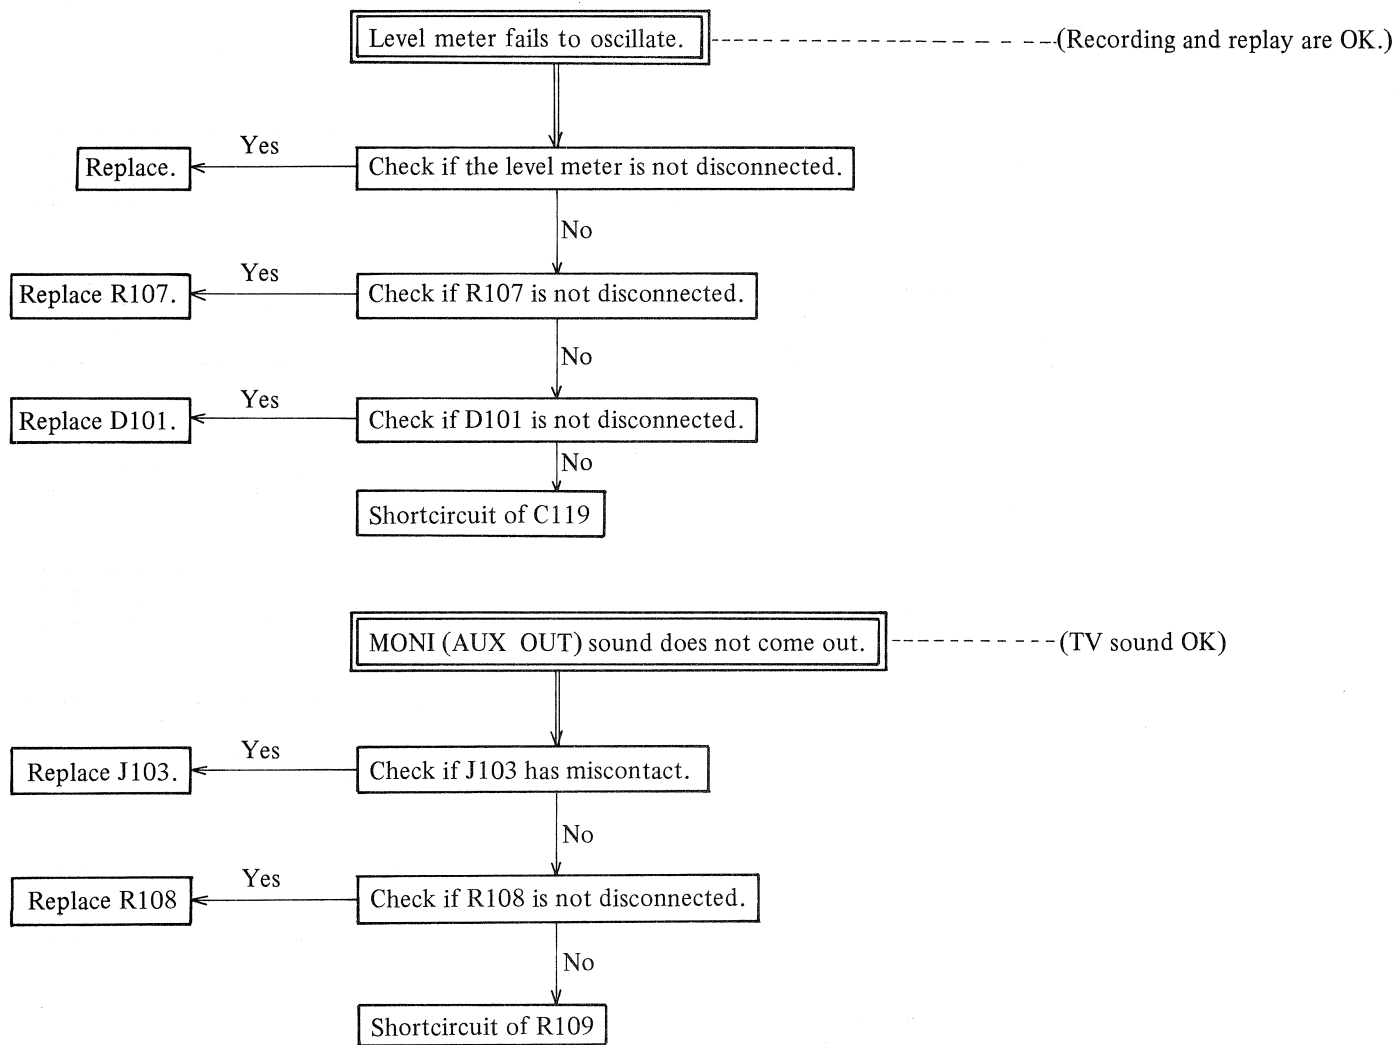 Level meter fails to oscillate.
(Recording and replay are OK.)
Yes
Replace.
Check if the level meter is not disconnected.
No
Yes
Replace R107.
Check if R107 is not disconnected.
No
Yes
Replace D101.
Check if D101 is not disconnected.
No
Shortcircuit of C119
MONI (AUX OUT) sound does not come out.
(TV sound OK)
Yes
Replace J103.
Check if J103 has miscontact.
No
Yes
Replace R108
Check if R108 is not disconnected.
No
Shortcircuit of R109